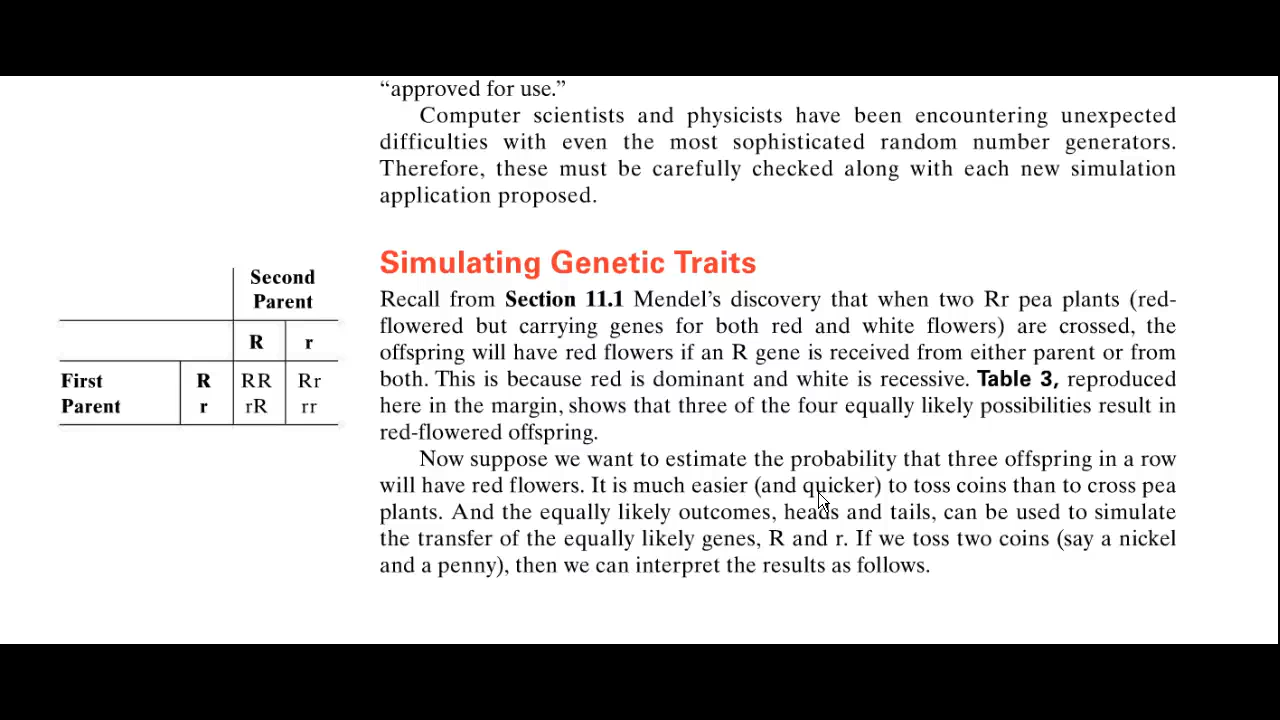 “approved for use.”
Computer scientists and physicists have been encountering unexpected
difficulties with even the most sophisticated random number generators.
Therefore, these must be carefully checked along with each new simulation
application proposed.
Simulating Genetic Traits
Recall from Section 11.1 Mendel’s discovery that when two Rr pea plants (red-
flowered but carrying genes for both red and white flowers) are crossed, the
offspring will have red flowers if an R gene is received from either parent or from
both. This is because red is dominant and white is recessive. Table 3, reproduced
here in the margin, shows that three of the four equally likely possibilities result in
red-flowered offspring.
Now suppose we want to estimate the probability that three offspring in a row
will have red flowers. It is much easier (and quicker) to toss coins than to cross pea
plants. And the equally likely outcomes, heads and tails, can be used to simulate
the transfer of the equally likely genes, R and r. If we toss two coins (say a nickel
and a penny), then we can interpret the results as follows.
Second
Parent
R r
First R RR Rr
Parent r rR rr